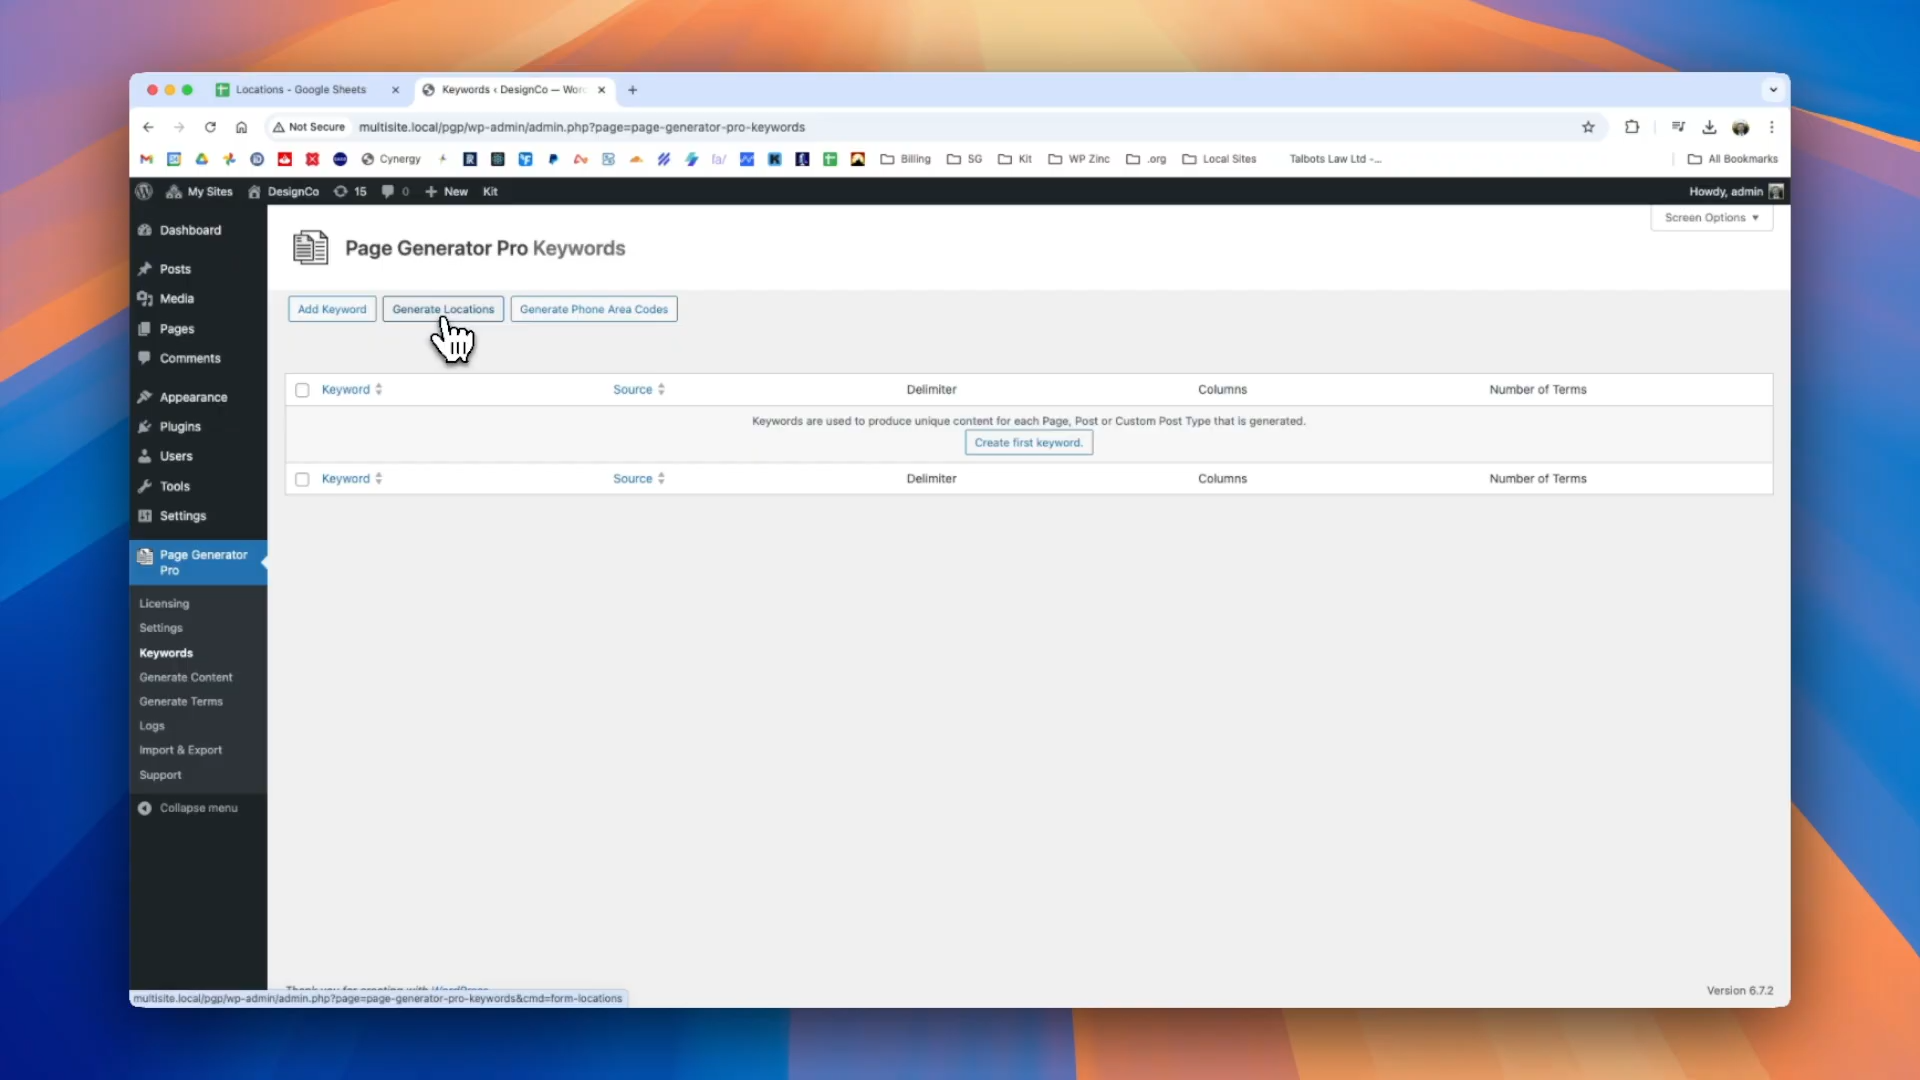 Locations - Google Sheets
Keywords ‹ DesignCo — Wor
Not Secure
multisite.local/pgp/wp-admin/admin.php?page=page-generator-pro-keywords
Cynergy
fa/
Billing
SG
Kit
WP Zinc
.org
Local Sites
Talbots Law Ltd -...
All Bookmarks
My Sites
DesignCo
15
0
New
Kit
Howdy, admin
Screen Options
Dashboard
Posts
Media
Pages
Comments
Appearance
Plugins
Users
Tools
Settings
Page Generator
Pro
Licensing
Settings
Keywords
Generate Content
Generate Terms
Logs
Import & Export
Support
Collapse menu
Page Generator Pro Keywords
Add Keyword
Generate Locations
Generate Phone Area Codes
Keyword
Source
Delimiter
Columns
Number of Terms
Keywords are used to produce unique content for each Page, Post or Custom Post Type that is generated.
Create first keyword.
Keyword
Source
Delimiter
Columns
Number of Terms
Thank you for creating with WordPress
Version 6.7.2
multisite.local/pgp/wp-admin/admin.php?page=page-generator-pro-keywords&cmd=form-locations